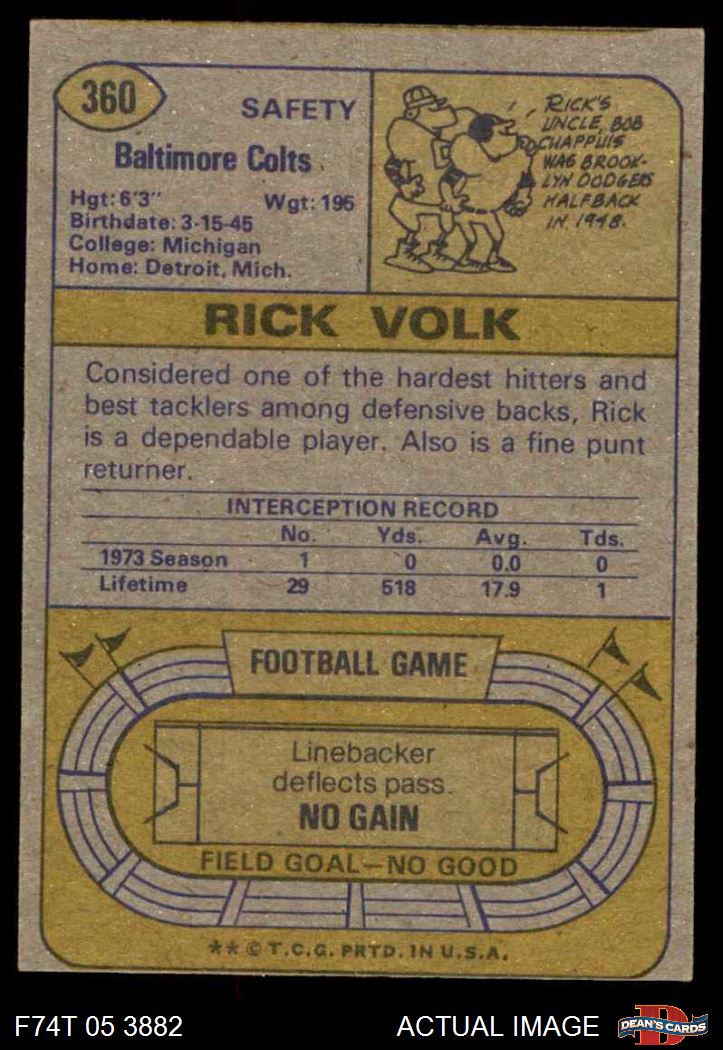 360
SAFETY
Baltimore Colts
Hgt: 6'3" Wgt: 195
Birthdate: 3-15-45
College: Michigan
Home: Detroit, Mich.
RICK'S
UNCLE, BOB
CHAPPUIS
WAS BROOK-
LYN DODGERS
HALFBACK
IN 1948.
RICK VOLK
Considered one of the hardest hitters and
best tacklers among defensive backs, Rick
is a dependable player. Also is a fine punt
returner.
INTERCEPTION RECORD
No. Yds. Avg. Tds.
1973 Season 1 0 0.0 0
Lifetime 29 518 17.9 1
FOOTBALL GAME
Linebacker
deflects pass.
NO GAIN
FIELD GOAL—NO GOOD
** © T.C.G. PRTD. IN U.S.A.
F74T 05 3882 ACTUAL IMAGE
D
DEAN'S CARDS